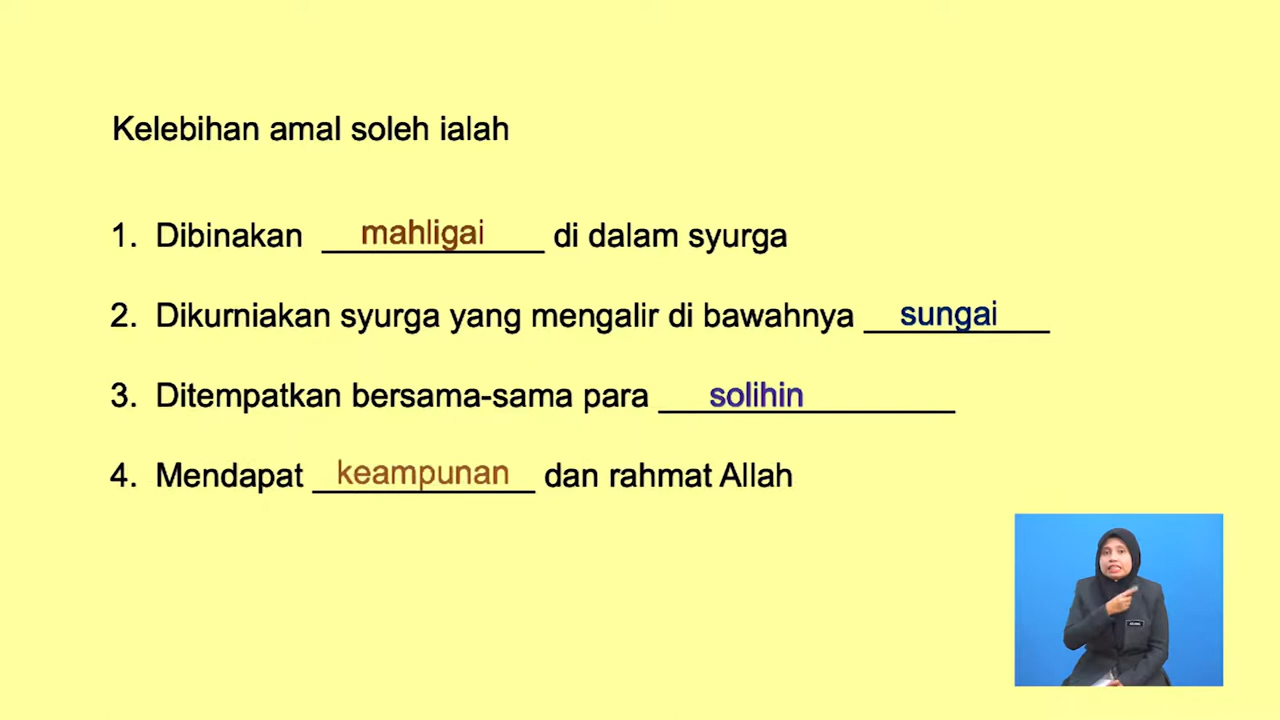 Kelebihan amal soleh ialah
1. Dibinakan mahligai di dalam syurga
2. Dikurniakan syurga yang mengalir di bawahnya sungai
3. Ditempatkan bersama-sama para solihin
4. Mendapat keampunan dan rahmat Allah